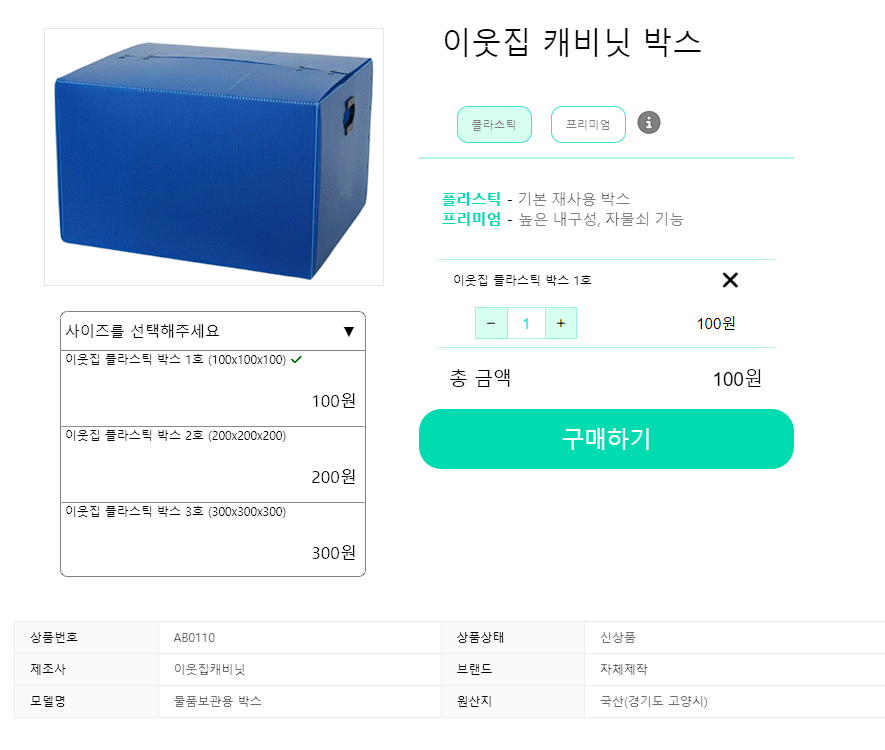 이웃집 캐비닛 박스
플라스틱 프리미엄
플라스틱 - 기본 재사용 박스
프리미엄 - 높은 내구성, 자물쇠 기능
이웃집 플라스틱 박스 1호
- 1 + 100원
총 금액 100원
구매하기
사이즈를 선택해주세요 ▼
이웃집 플라스틱 박스 1호 (100x100x100)
100원
이웃집 플라스틱 박스 2호 (200x200x200)
200원
이웃집 플라스틱 박스 3호 (300x300x300)
300원
상품번호 AB0110 상품상태 신상품
제조사 이웃집캐비닛 브랜드 자체제작
모델명 물품보관용 박스 원산지 국산(경기도 고양시)